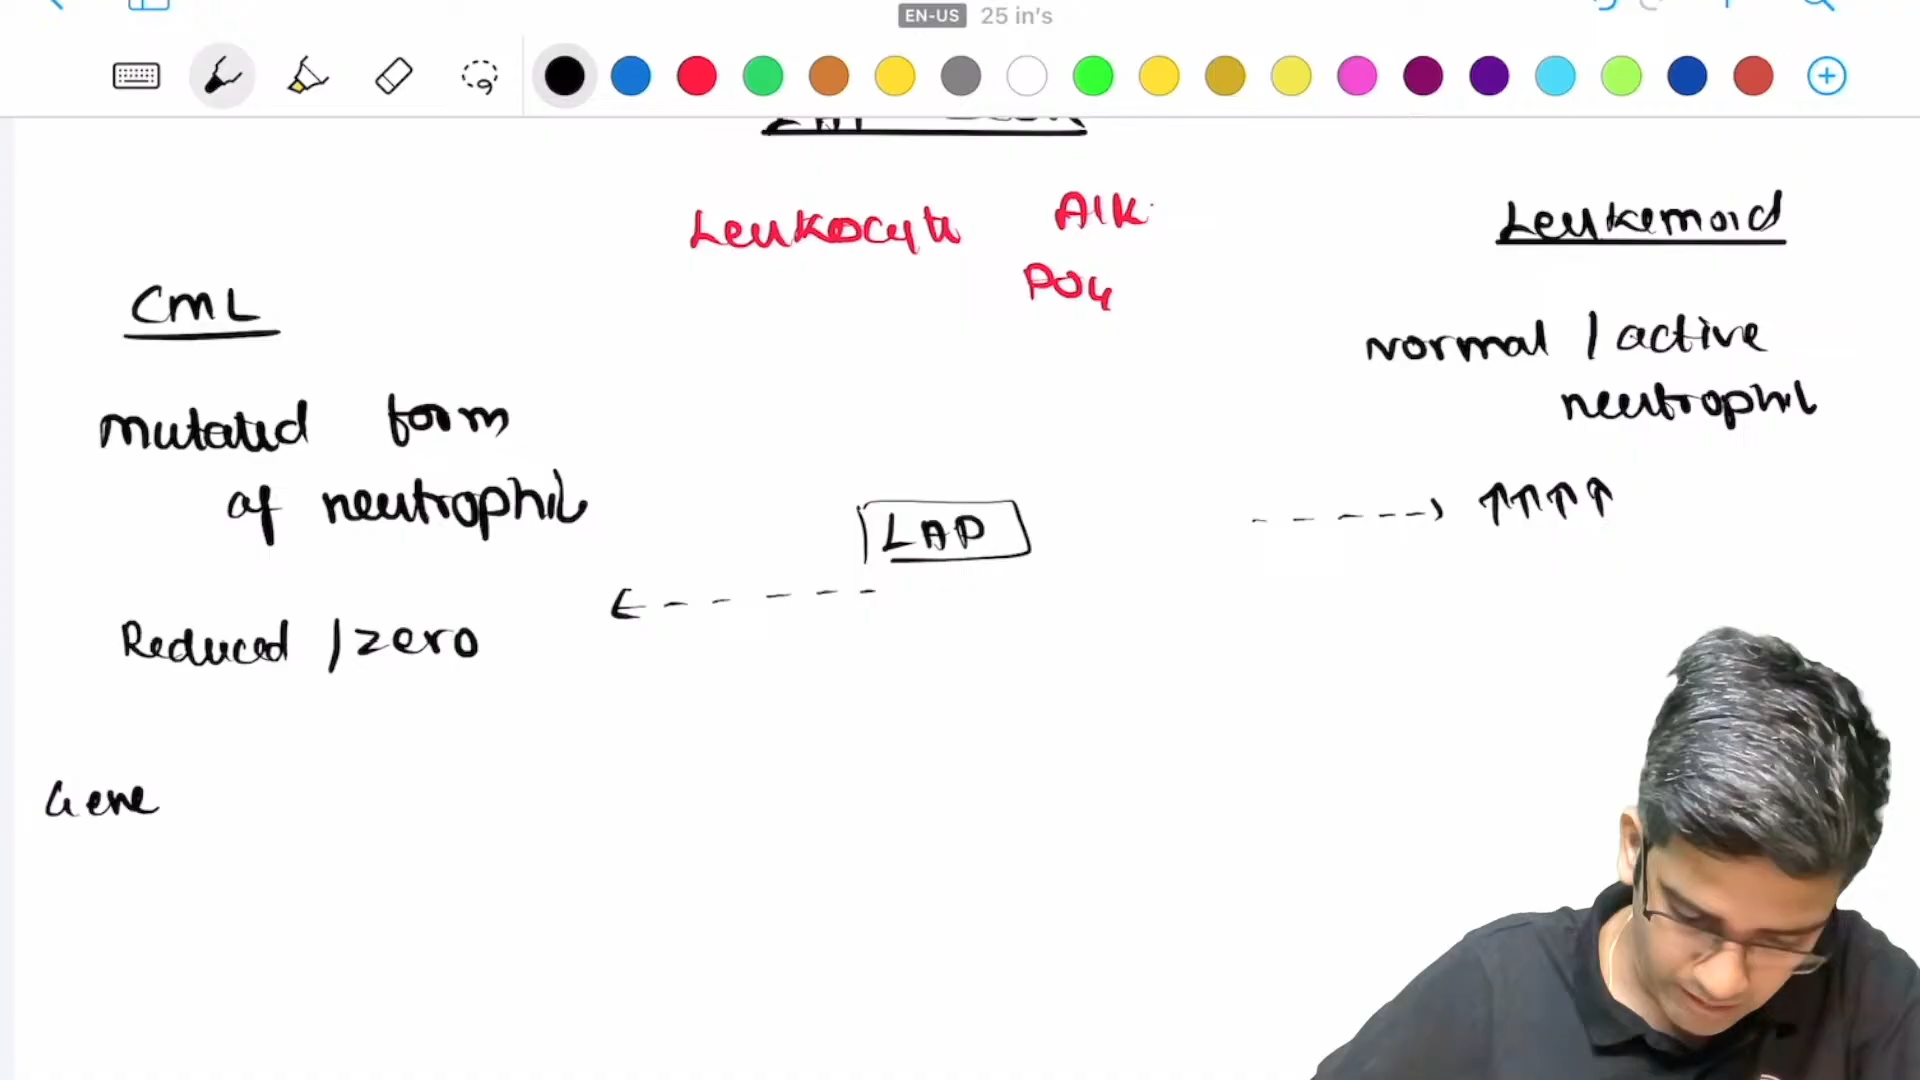 EN-US 25 in's
Leukocyte Alk
PO4
Leukemoid
CML
normal / active
neutrophil
mutated form
of neutrophil
LAP
↑↑↑↑
Reduced / zero
Gene